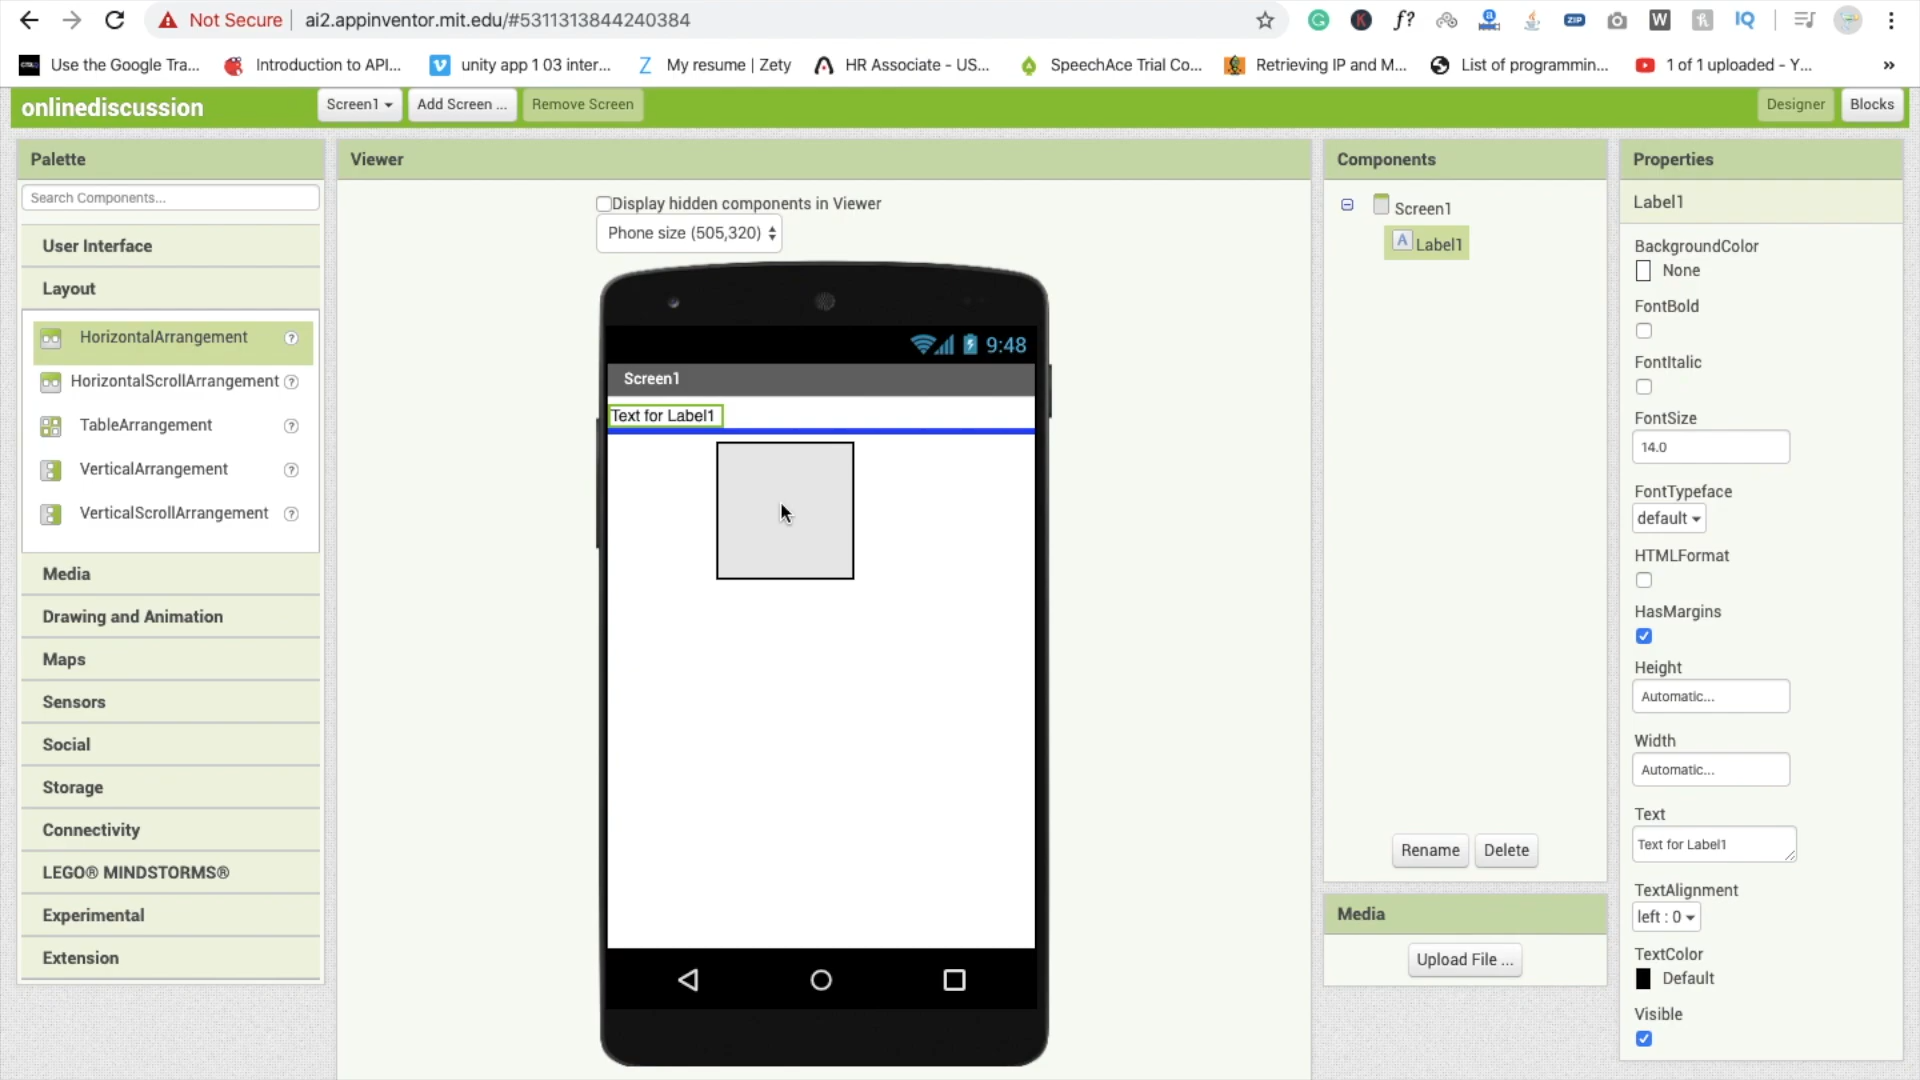 Not Secure ai2.appinventor.mit.edu/#5311313844240384
Use the Google Tra... Introduction to API... unity app 1 03 inter... My resume | Zety HR Associate - US... SpeechAce Trial Co... Retrieving IP and M... List of programmin... 1 of 1 uploaded - Y... »
onlinediscussion Screen1 Add Screen ... Remove Screen Designer Blocks
Palette
Search Components...
User Interface
Layout
HorizontalArrangement ?
HorizontalScrollArrangement ?
TableArrangement ?
VerticalArrangement ?
VerticalScrollArrangement ?
Media
Drawing and Animation
Maps
Sensors
Social
Storage
Connectivity
LEGO® MINDSTORMS®
Experimental
Extension
Viewer
Display hidden components in Viewer
Phone size (505,320)
9:48
Screen1
Text for Label1
Components
Screen1
A Label1
Rename Delete
Media
Upload File ...
Properties
Label1
BackgroundColor
None
FontBold
FontItalic
FontSize
14.0
FontTypeface
default
HTMLFormat
HasMargins
Height
Automatic...
Width
Automatic...
Text
Text for Label1
TextAlignment
left : 0
TextColor
Default
Visible